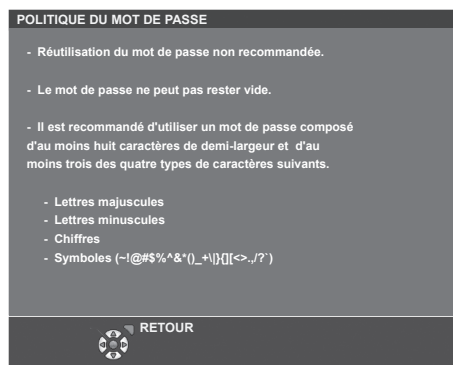 POLITIQUE DU MOT DE PASSE
- Réutilisation du mot de passe non recommandée.
- Le mot de passe ne peut pas rester vide.
- Il est recommandé d'utiliser un mot de passe composé
d'au moins huit caractères de demi-largeur et d'au
moins trois des quatre types de caractères suivants.
- Lettres majuscules
- Lettres minuscules
- Chiffres
- Symboles (~!@#$%^&*()_+\|}{][<>.,/?`)
RETOUR